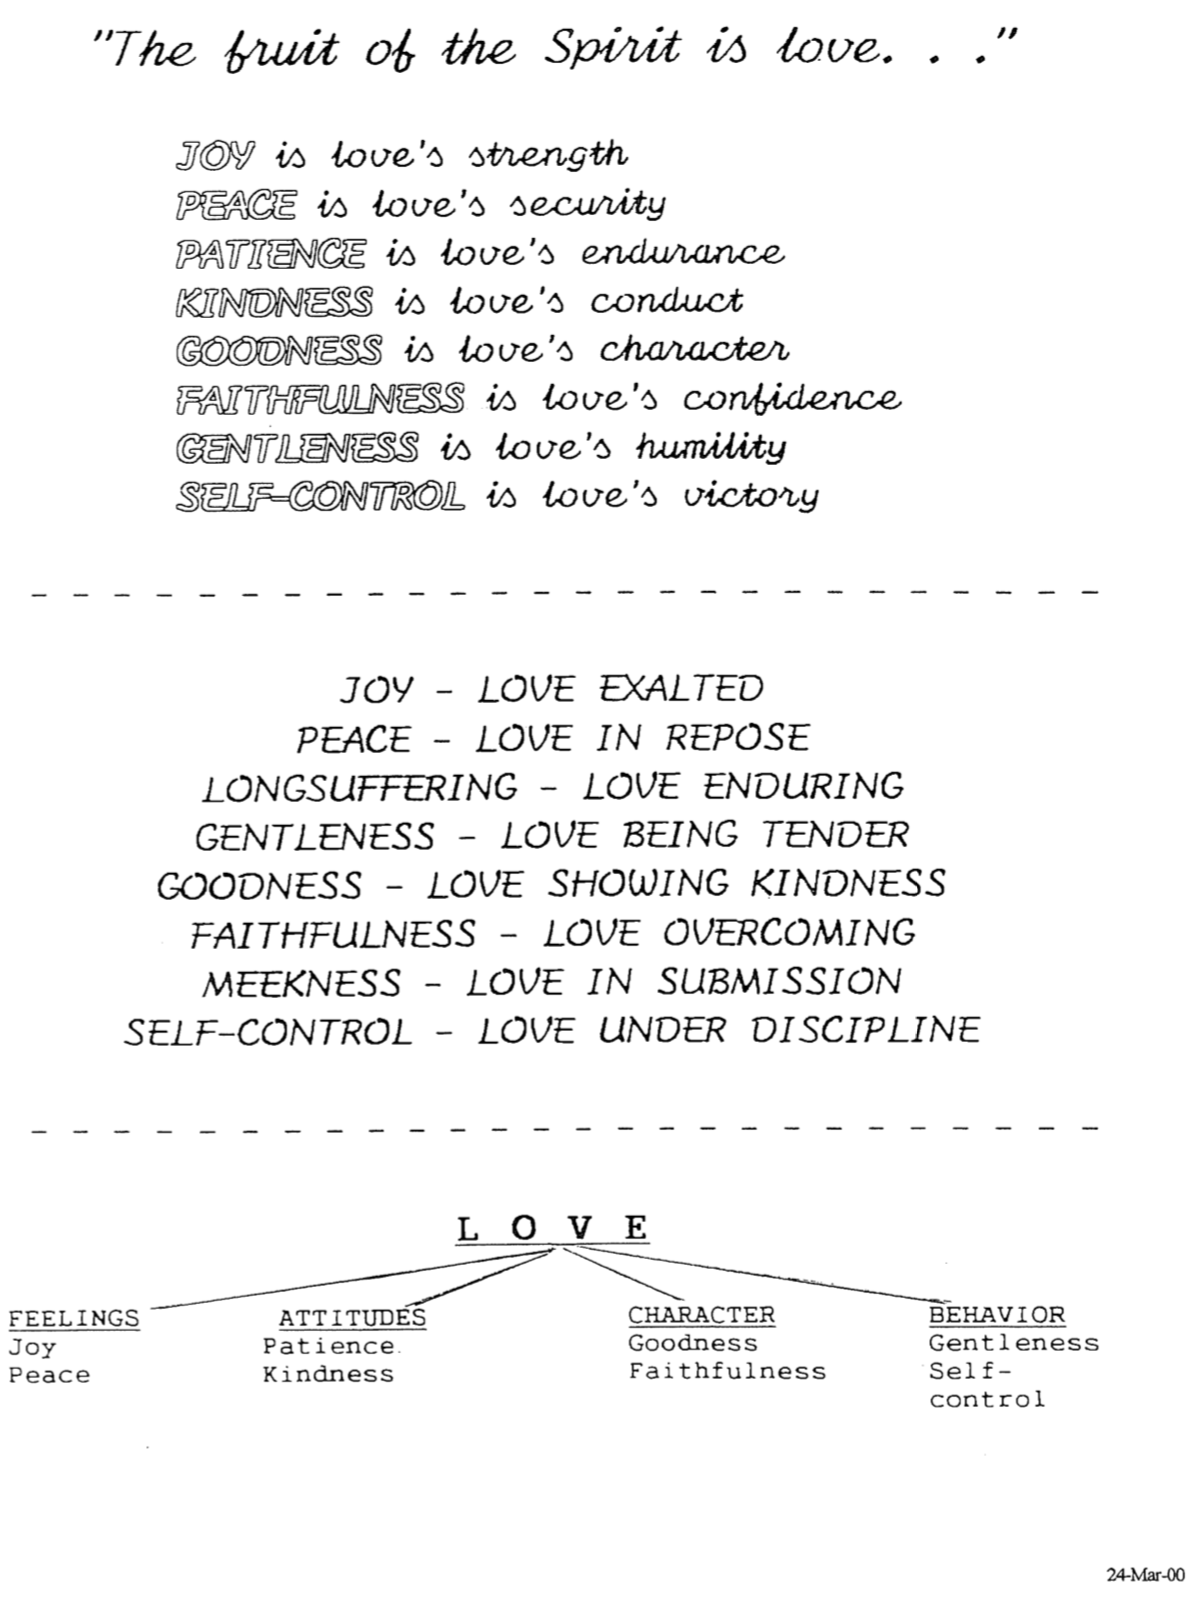 "The fruit of the Spirit is love. . ."
JOY is love's strength
PEACE is love's security
PATIENCE is love's endurance
KINDNESS is love's conduct
GOODNESS is love's character
FAITHFULNESS is love's confidence
GENTLENESS is love's humility
SELF-CONTROL is love's victory
JOY - LOVE EXALTED
PEACE - LOVE IN REPOSE
LONGSUFFERING - LOVE ENDURING
GENTLENESS - LOVE BEING TENDER
GOODNESS - LOVE SHOWING KINDNESS
FAITHFULNESS - LOVE OVERCOMING
MEEKNESS - LOVE IN SUBMISSION
SELF-CONTROL - LOVE UNDER DISCIPLINE
L O V E
FEELINGS
Joy
Peace
ATTITUDES
Patience
Kindness
CHARACTER
Goodness
Faithfulness
BEHAVIOR
Gentleness
Self-
control
24-Mar-00